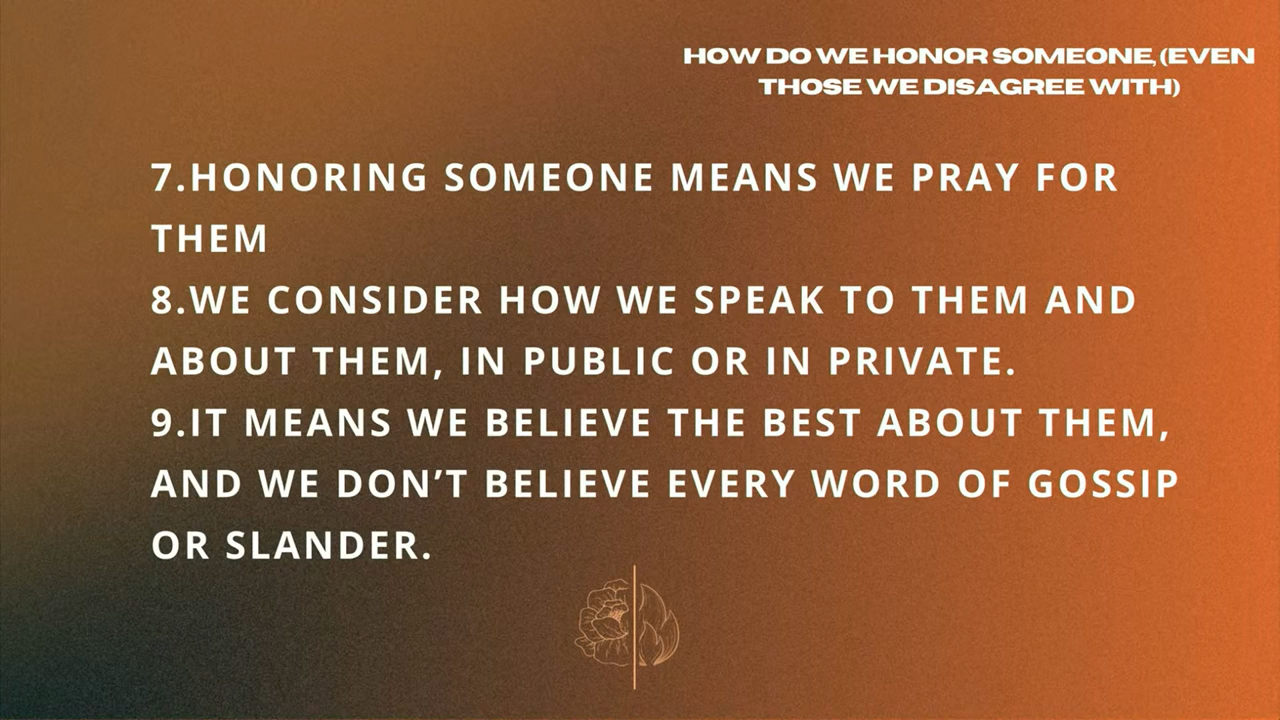 HOW DO WE HONOR SOMEONE, (EVEN
THOSE WE DISAGREE WITH)
7.HONORING SOMEONE MEANS WE PRAY FOR
THEM
8.WE CONSIDER HOW WE SPEAK TO THEM AND
ABOUT THEM, IN PUBLIC OR IN PRIVATE.
9.IT MEANS WE BELIEVE THE BEST ABOUT THEM,
AND WE DON’T BELIEVE EVERY WORD OF GOSSIP
OR SLANDER.